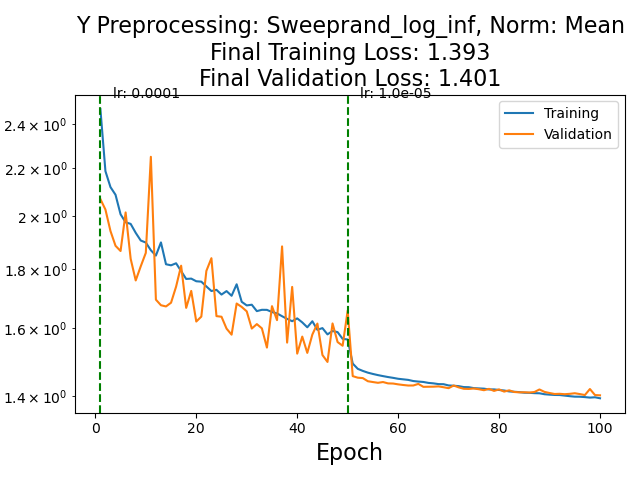 Y Preprocessing: Sweeprand_log_inf, Norm: Mean
Final Training Loss: 1.393
Final Validation Loss: 1.401
lr: 0.0001
lr: 1.0e-05
Training
Validation
2.4 × 10⁰
2.2 × 10⁰
2 × 10⁰
1.8 × 10⁰
1.6 × 10⁰
1.4 × 10⁰
0
20
40
60
80
100
Epoch